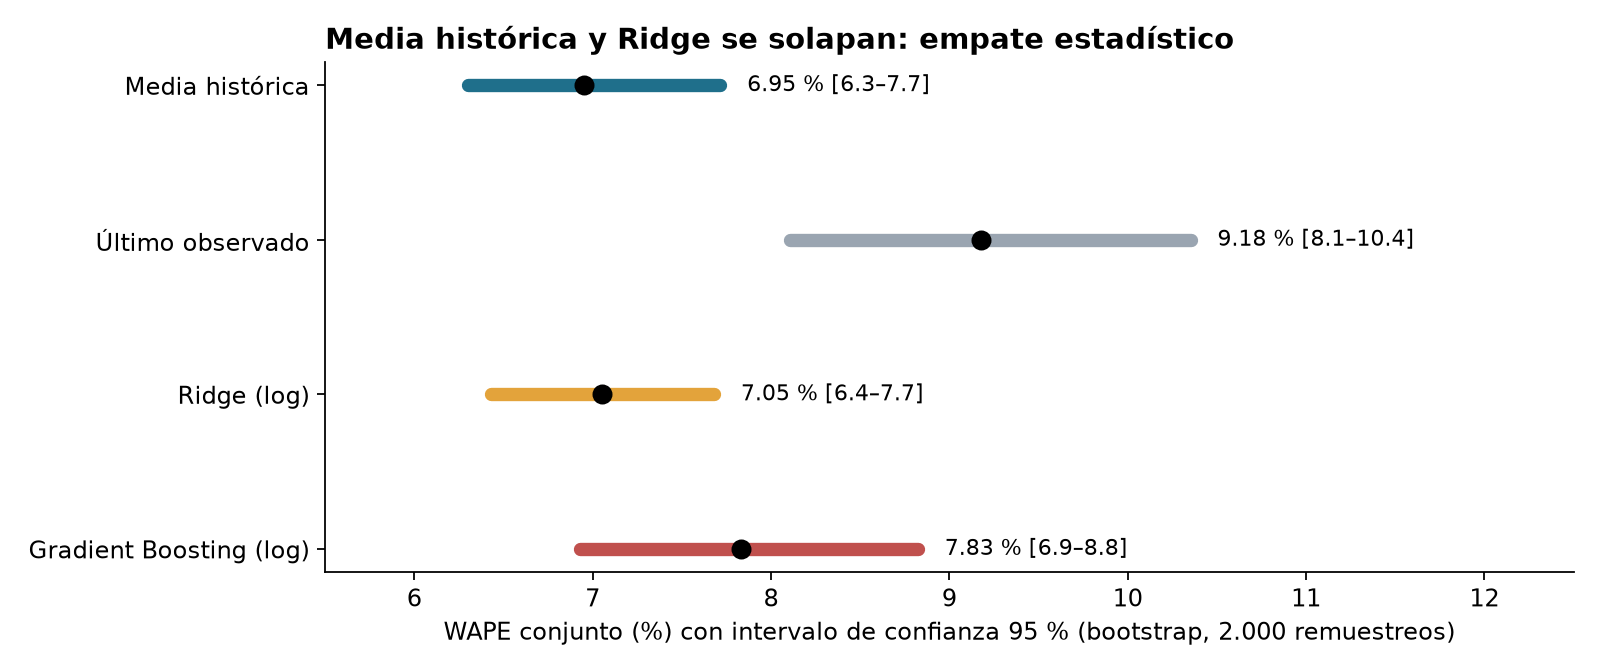 Media histórica y Ridge se solapan: empate estadístico
Media histórica
6.95 % [6.3–7.7]
Último observado
9.18 % [8.1–10.4]
Ridge (log)
7.05 % [6.4–7.7]
Gradient Boosting (log)
7.83 % [6.9–8.8]
6 7 8 9 10 11 12
WAPE conjunto (%) con intervalo de confianza 95 % (bootstrap, 2.000 remuestreos)